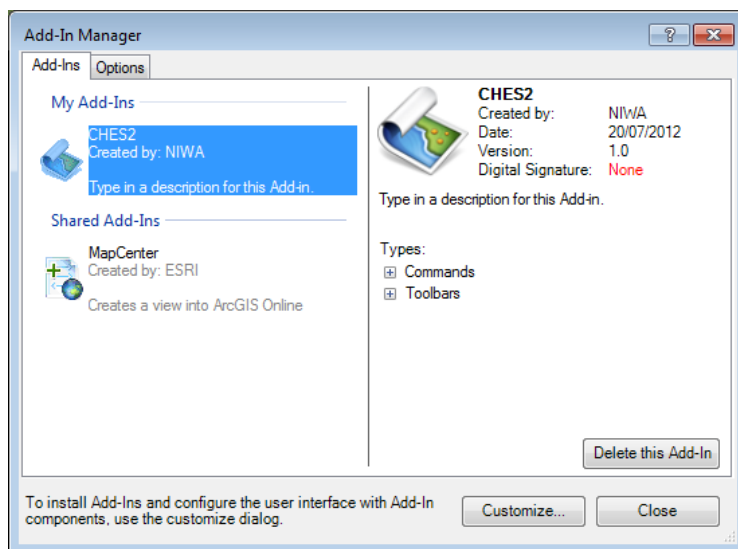 Add-In Manager
Add-Ins
Options
My Add-Ins
CHES2
Created by: NIWA
Type in a description for this Add-in.
Shared Add-Ins
MapCenter
Created by: ESRI
Creates a view into ArcGIS Online
CHES2
Created by: NIWA
Date: 20/07/2012
Version: 1.0
Digital Signature: None
Type in a description for this Add-in.
Types:
Commands
Toolbars
Delete this Add-In
To install Add-Ins and configure the user interface with Add-In
components, use the customize dialog.
Customize...
Close